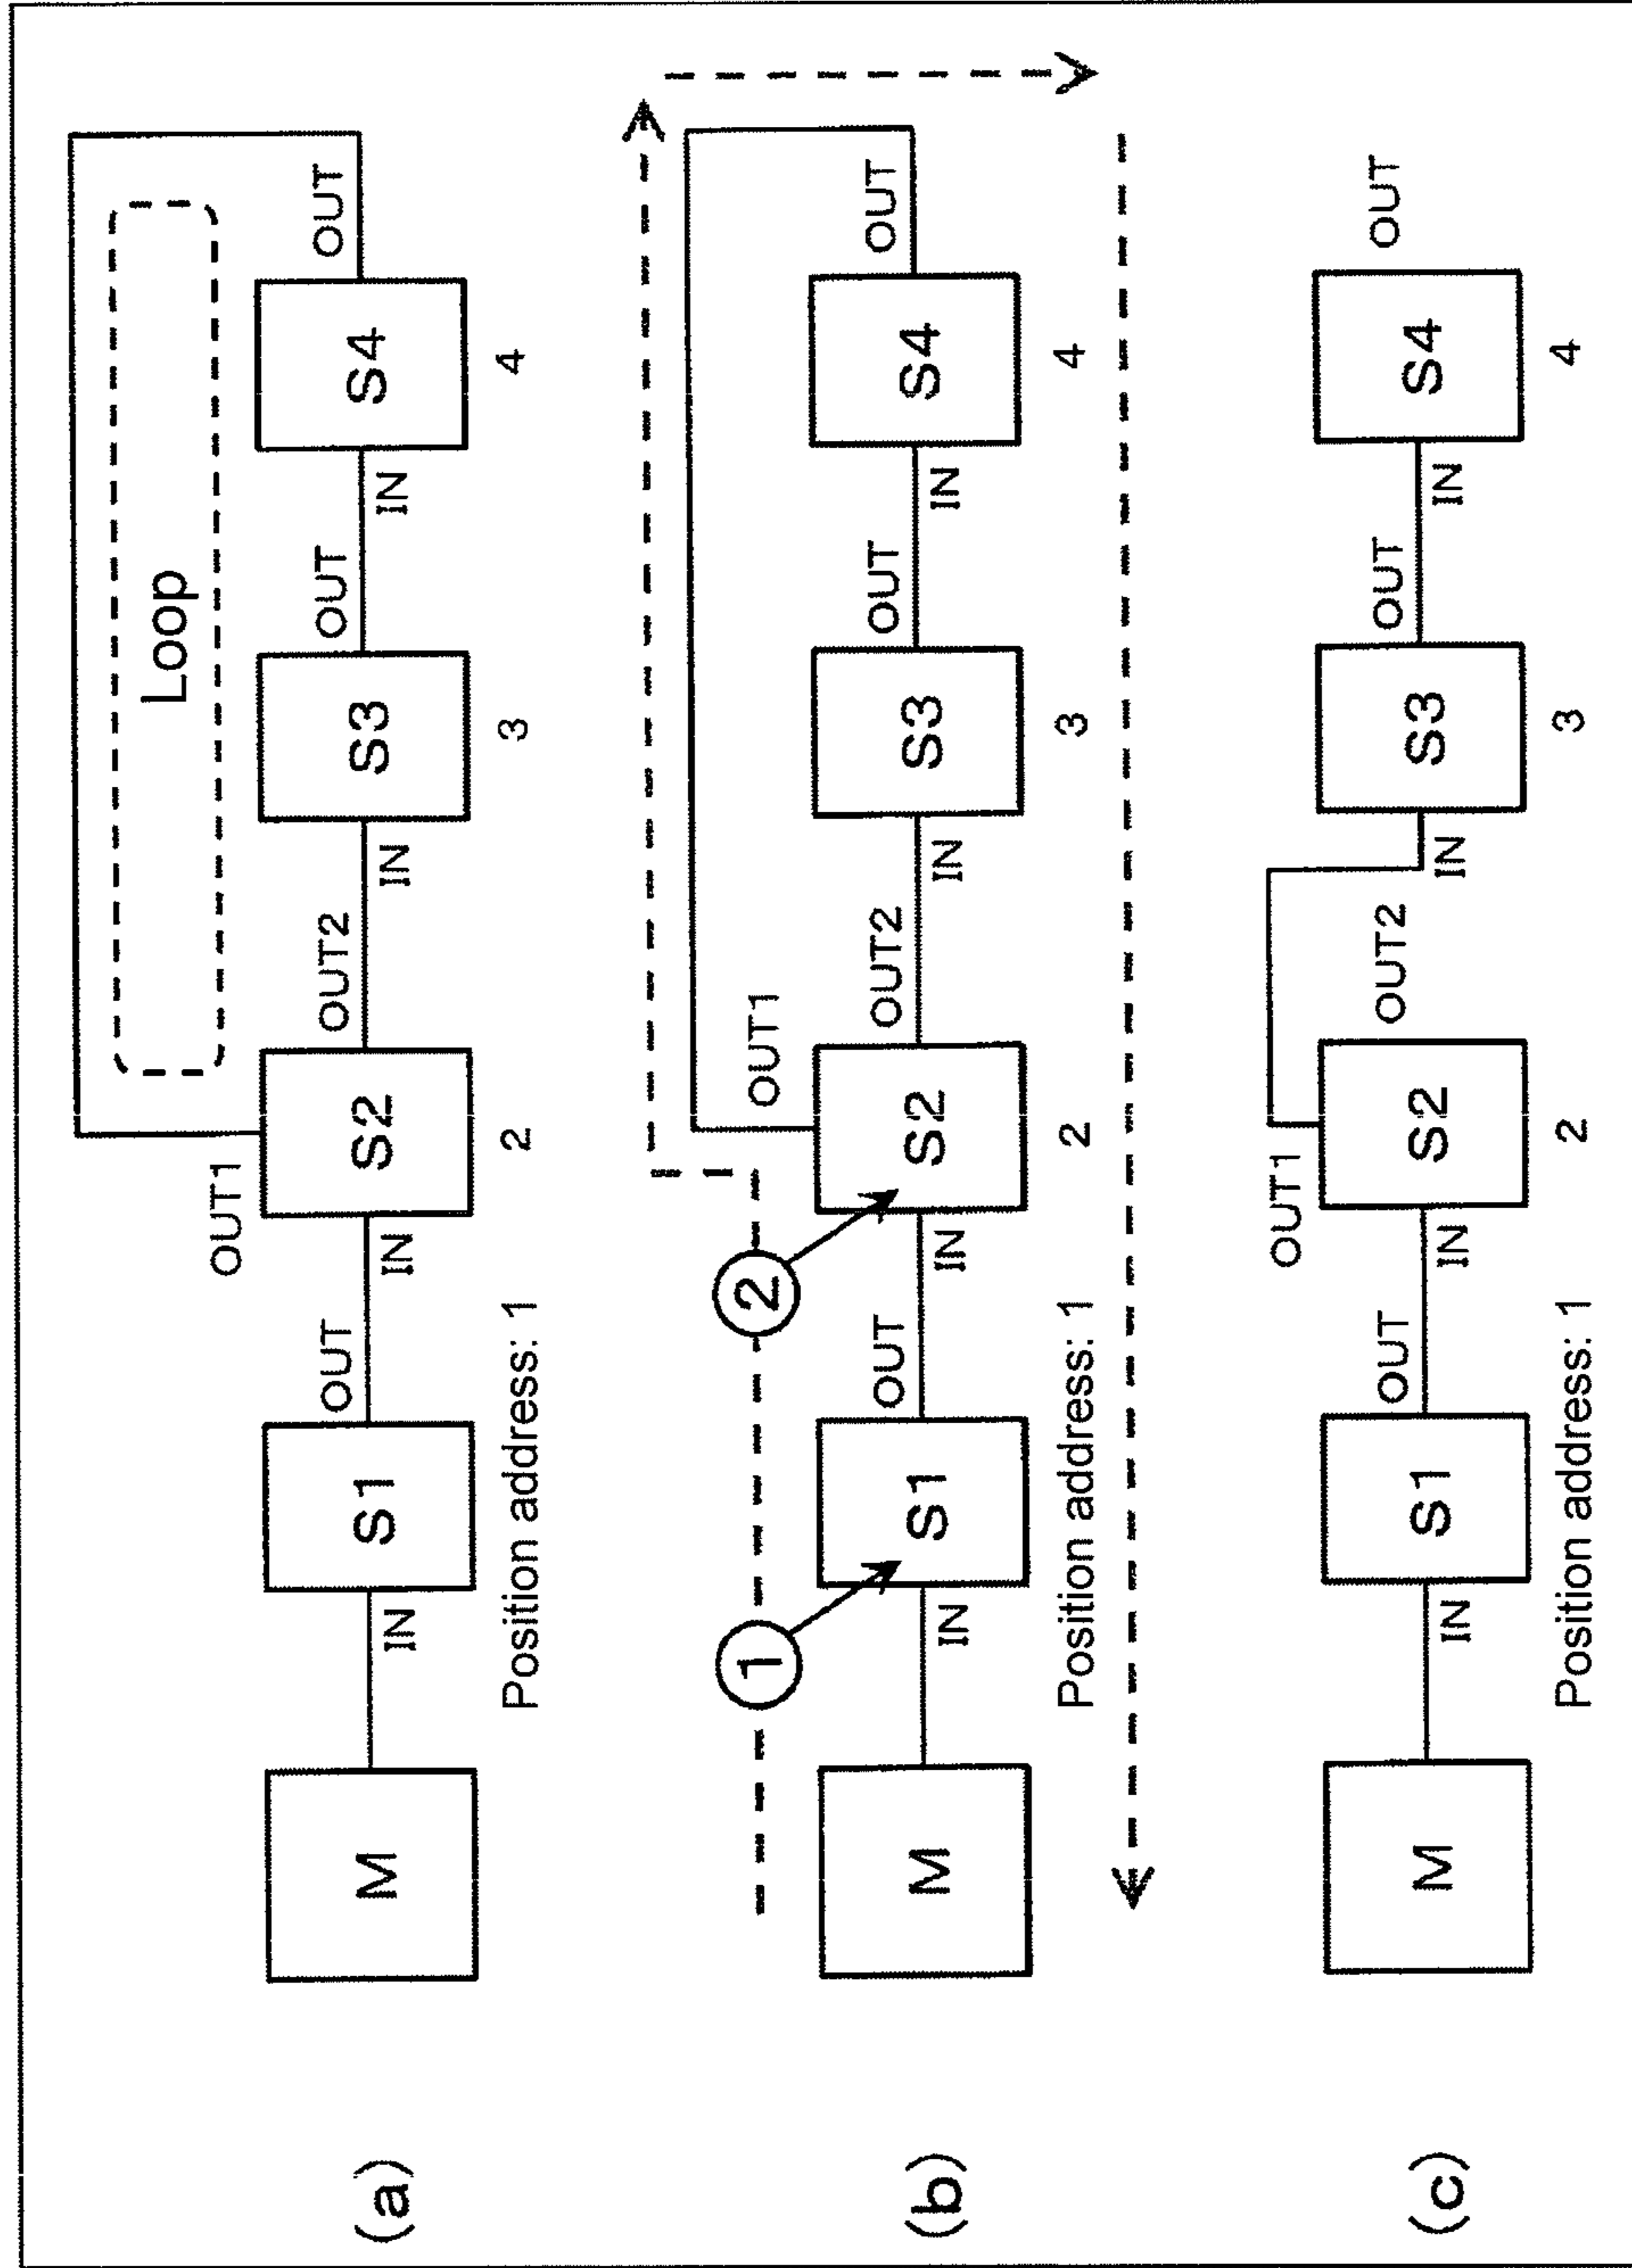 (a)
Loop
OUT1
OUT OUT2 OUT OUT
M S1 S2 S3 S4
IN IN IN IN
Position address: 1 2 3 4
(b)
1 2 OUT1
OUT OUT2 OUT OUT
M S1 S2 S3 S4
IN IN IN IN
Position address: 1 2 3 4
(c)
OUT1
OUT OUT2 OUT OUT
M S1 S2 S3 S4
IN IN IN IN
Position address: 1 2 3 4